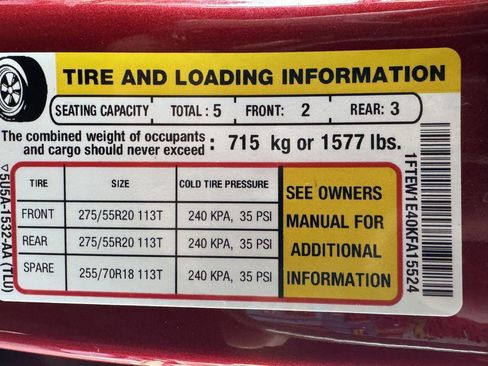 TIRE AND LOADING INFORMATION
SEATING CAPACITY TOTAL : 5 FRONT: 2 REAR: 3
The combined weight of occupants
and cargo should never exceed : 715 kg or 1577 lbs.
TIRE SIZE COLD TIRE PRESSURE
FRONT 275/55R20 113T 240 KPA, 35 PSI
REAR 275/55R20 113T 240 KPA, 35 PSI
SPARE 255/70R18 113T 240 KPA, 35 PSI
SEE OWNERS
MANUAL FOR
ADDITIONAL
INFORMATION
▽5U5A-1532-AA (TLU)
1FTEW1E40KFA15524